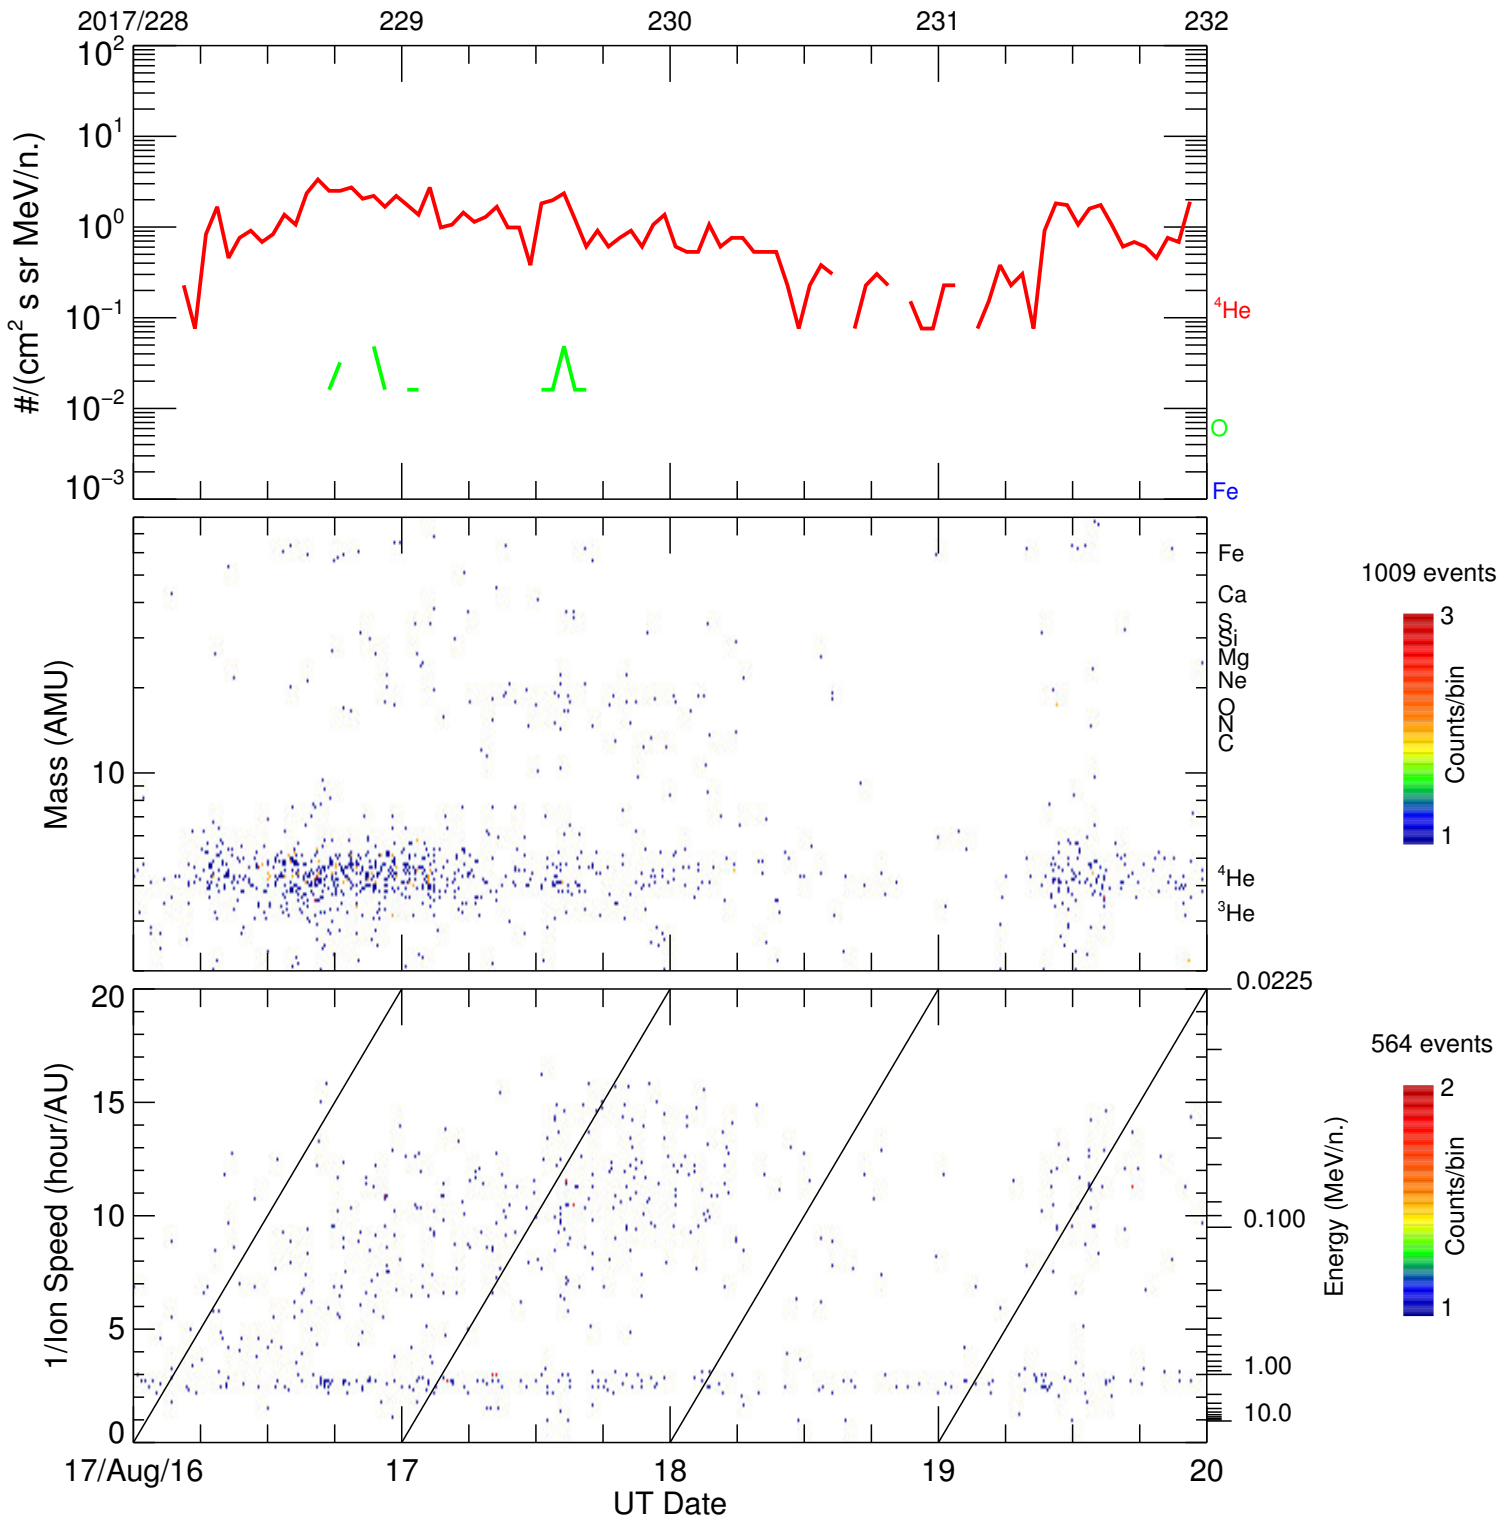 2017/228 229 230 231 232
10²
10¹
10⁰
10⁻¹
10⁻²
10⁻³
#/(cm² s sr MeV/n.)
⁴He
O
Fe
Mass (AMU)
10
Fe
Ca
S
Si
Mg
Ne
O
N
C
⁴He
³He
1009 events
3
Counts/bin
1
1/Ion Speed (hour/AU)
20
15
10
5
0
0.0225
0.100
1.00
10.0
Energy (MeV/n.)
564 events
2
Counts/bin
1
17/Aug/16 17 18 19 20
UT Date